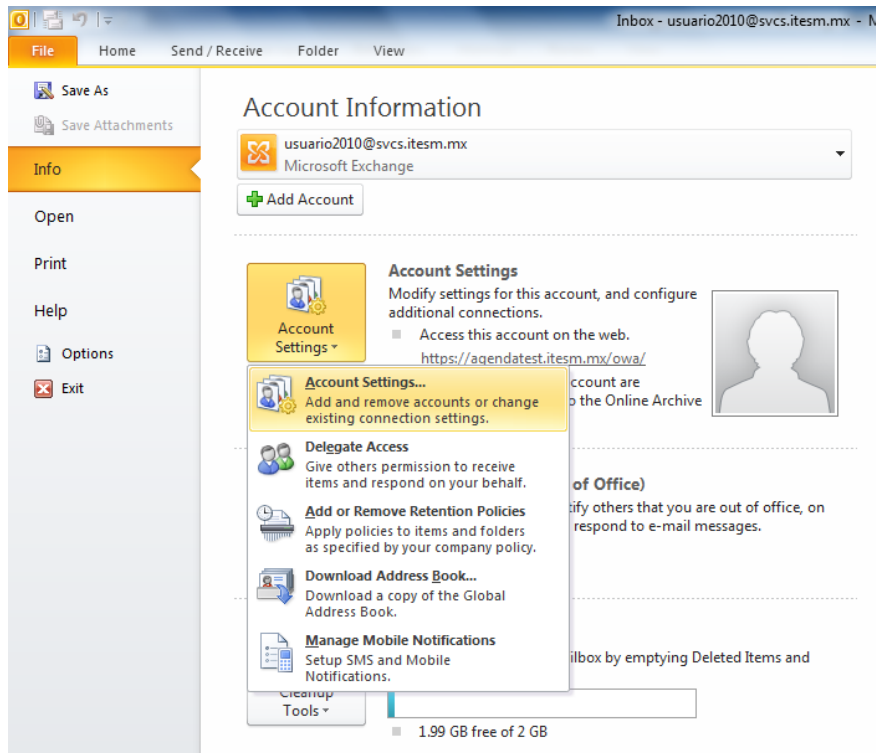 Inbox - usuario2010@svcs.itesm.mx - M
File Home Send / Receive Folder View
Save As
Save Attachments
Info
Open
Print
Help
Options
Exit
Account Information
usuario2010@svcs.itesm.mx
Microsoft Exchange
Add Account
Account Settings
Account Settings
Modify settings for this account, and configure
additional connections.
Access this account on the web.
https://agendatest.itesm.mx/owa/
ccount are
o the Online Archive
Account Settings...
Add and remove accounts or change
existing connection settings.
Delegate Access
Give others permission to receive
items and respond on your behalf.
Add or Remove Retention Policies
Apply policies to items and folders
as specified by your company policy.
Download Address Book...
Download a copy of the Global
Address Book.
Manage Mobile Notifications
Setup SMS and Mobile
Notifications.
of Office)
tify others that you are out of office, on
respond to e-mail messages.
ilbox by emptying Deleted Items and
Cleanup
Tools
1.99 GB free of 2 GB